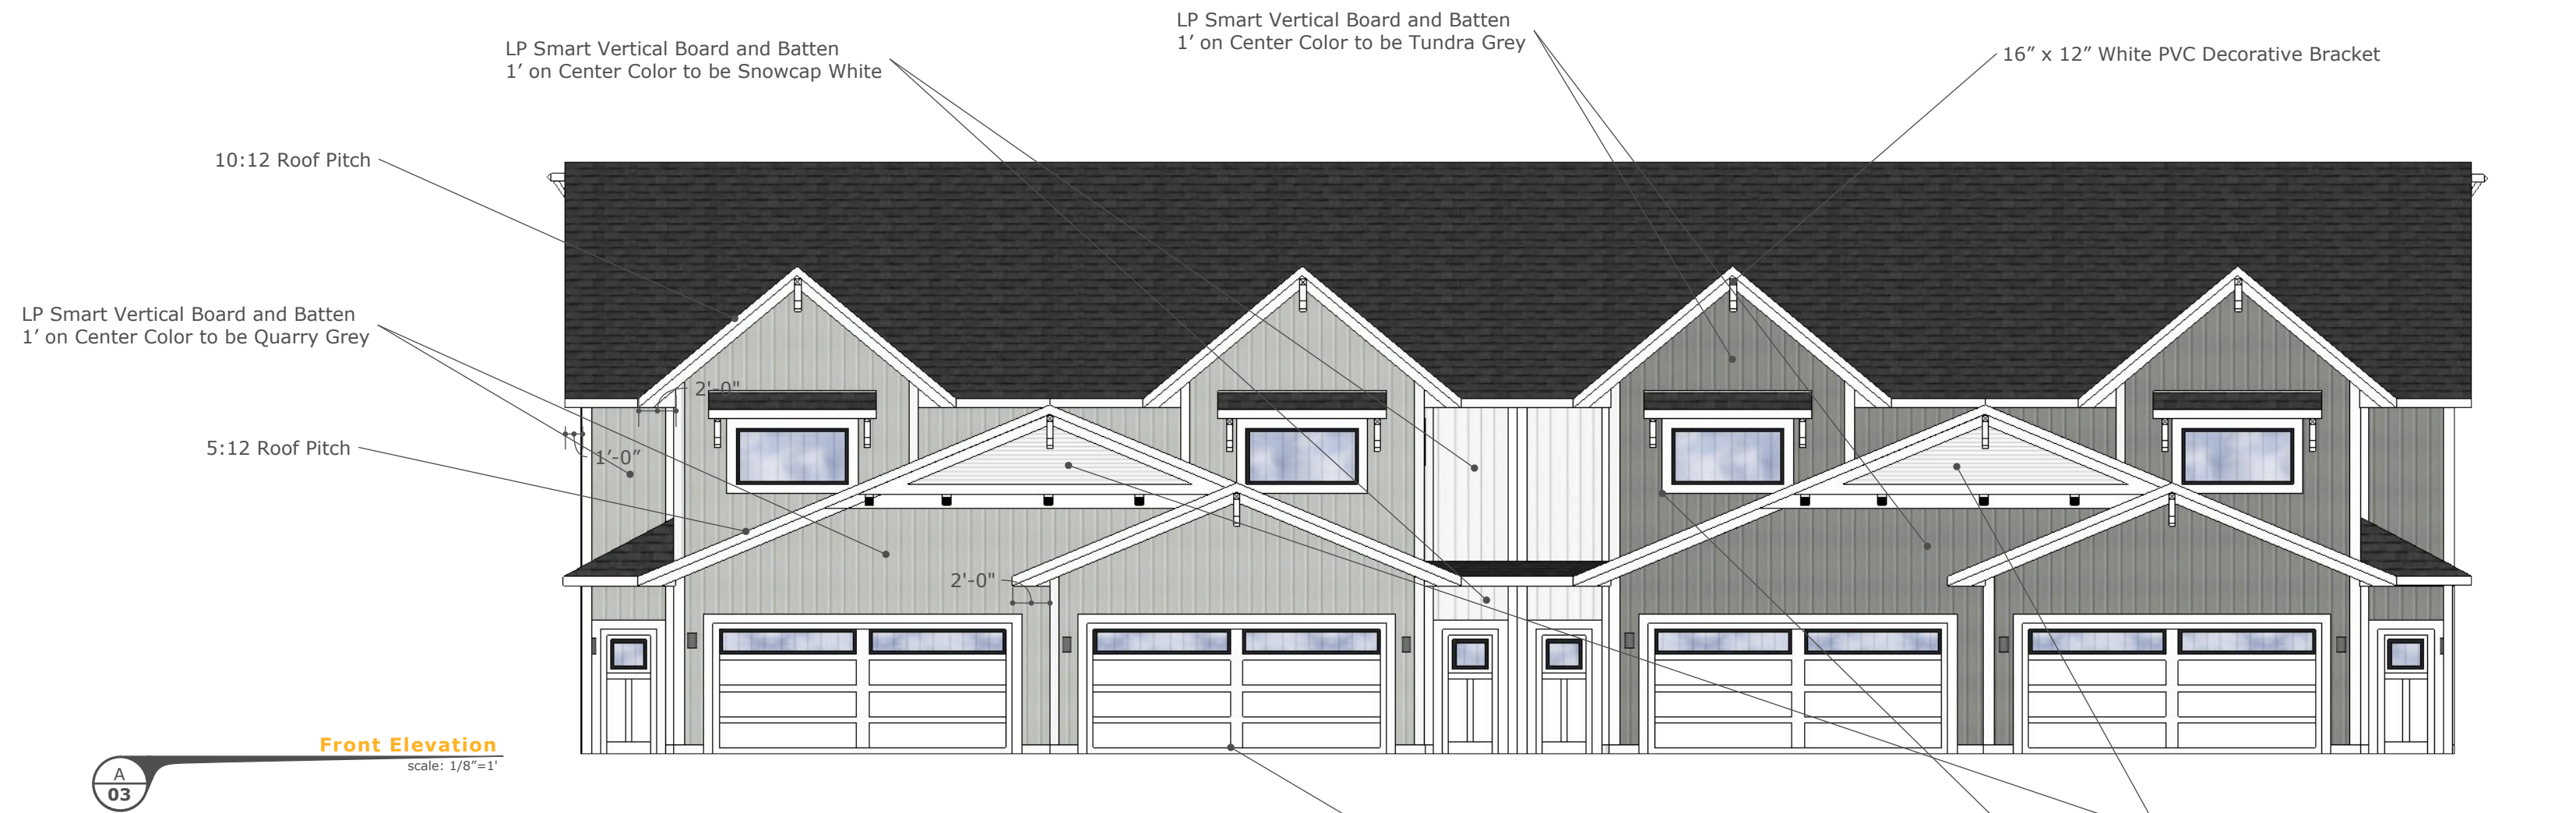 LP Smart Vertical Board and Batten
1’ on Center Color to be Tundra Grey
LP Smart Vertical Board and Batten
1’ on Center Color to be Snowcap White
16” x 12” White PVC Decorative Bracket
10:12 Roof Pitch
LP Smart Vertical Board and Batten
1’ on Center Color to be Quarry Grey
2'-0"
5:12 Roof Pitch
1’-0”
2'-0"
Front Elevation
scale: 1/8”=1'
A
03